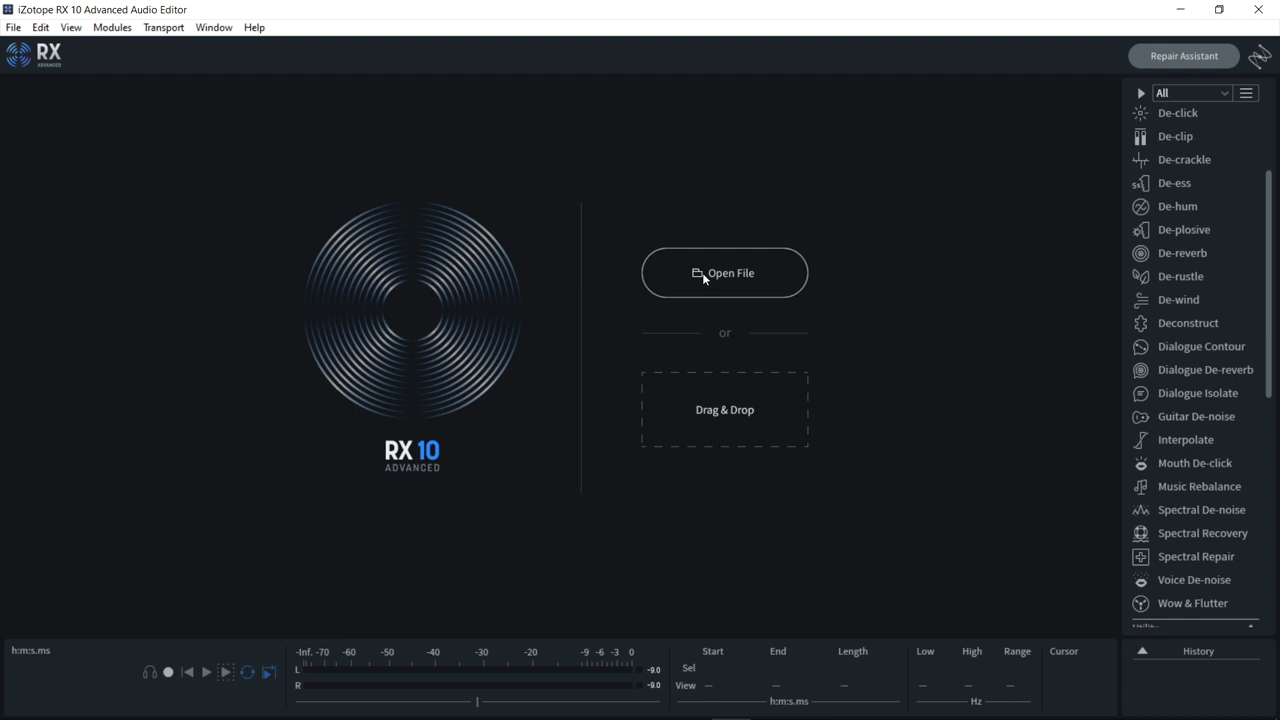 iZotope RX 10 Advanced Audio Editor
File Edit View Modules Transport Window Help
RX
ADVANCED
Repair Assistant
All
De-click
De-clip
De-crackle
De-ess
De-hum
De-plosive
De-reverb
De-rustle
De-wind
Deconstruct
Dialogue Contour
Dialogue De-reverb
Dialogue Isolate
Guitar De-noise
Interpolate
Mouth De-click
Music Rebalance
Spectral De-noise
Spectral Recovery
Spectral Repair
Voice De-noise
Wow & Flutter
Utility
Open File
or
Drag & Drop
RX 10
ADVANCED
h:m:s.ms
-Inf. -70 -60 -50 -40 -30 -20 -9 -6 -3 0
L -9.0
R -9.0
Start End Length
Sel
View — — —
h:m:s.ms
Low High Range
— — —
Hz
Cursor
History